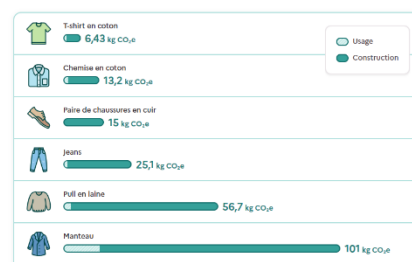 T-shirt en coton
6,43 kg CO₂e
Usage
Construction
Chemise en coton
13,2 kg CO₂e
Paire de chaussures en cuir
15 kg CO₂e
Jeans
25,1 kg CO₂e
Pull en laine
56,7 kg CO₂e
Manteau
101 kg CO₂e